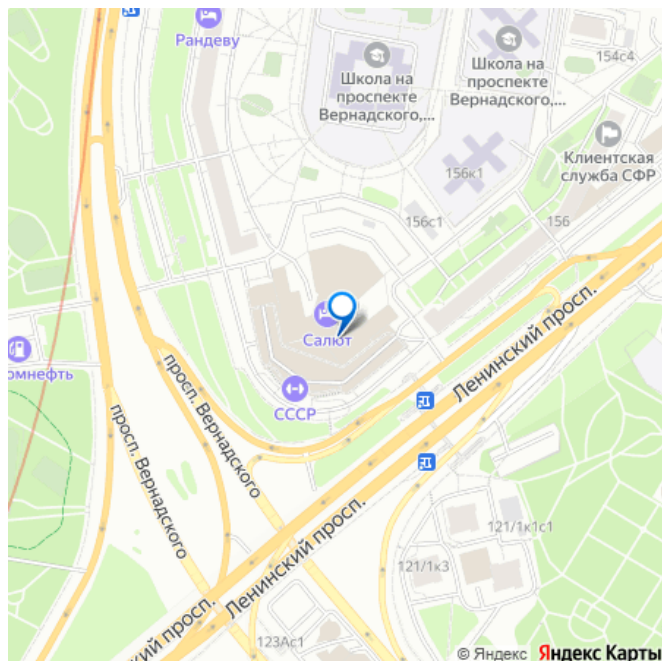 Рандеву
154с4
Школа на
проспекте
Вернадского,...
Школа на
проспекте
Вернадского,...
Клиентская
служба СФР
156к1
156с1
156
Салют
Ленинский просп.
омнефть
СССР
просп. Вернадского
просп. Вернадского
Ленинский просп.
121/1к1с1
121/1к3
кий просп.
123Ас1
© Яндекс Яндекс Карты